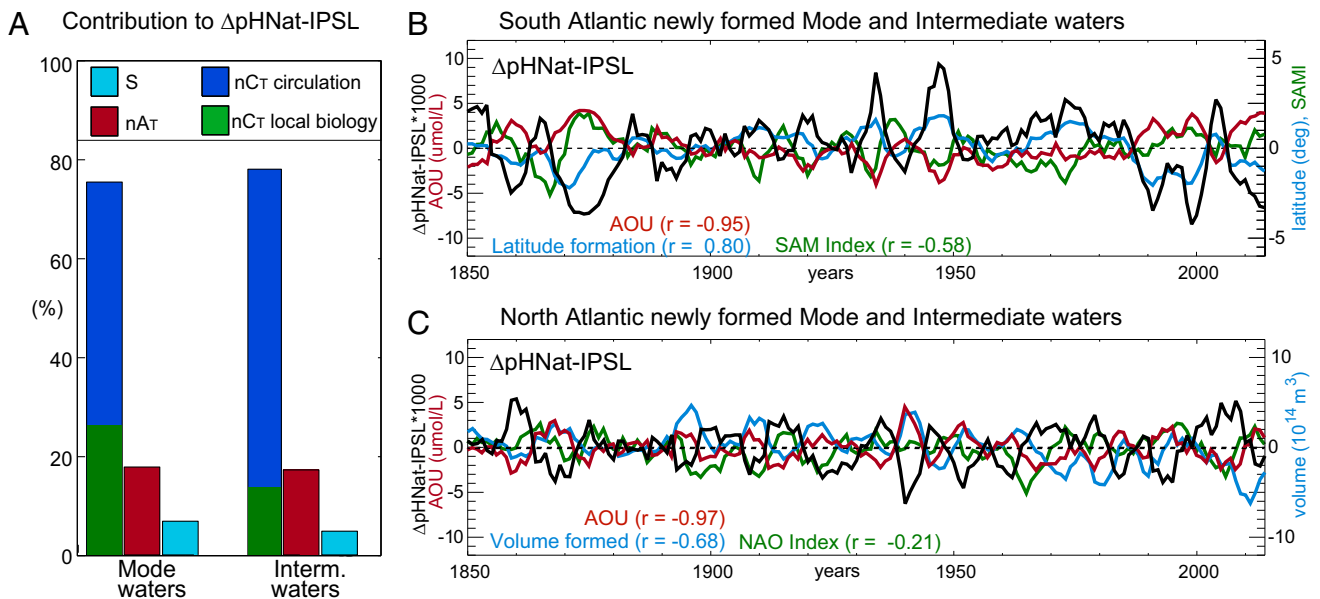 A
Contribution to ΔpHNat-IPSL
100
80
60
(%)
40
20
0
S
nCT circulation
nAT
nCT local biology
Mode
waters
Interm.
waters
B
South Atlantic newly formed Mode and Intermediate waters
ΔpHNat-IPSL*1000
AOU (umol/L)
10
5
0
-5
-10
ΔpHNat-IPSL
AOU (r = -0.95)
Latitude formation (r = 0.80)
SAM Index (r = -0.58)
5
0
-5
latitude (deg), SAMI
1850
1900
years
1950
2000
C
North Atlantic newly formed Mode and Intermediate waters
ΔpHNat-IPSL*1000
AOU (umol/L)
10
5
0
-5
-10
ΔpHNat-IPSL
AOU (r = -0.97)
Volume formed (r = -0.68)
NAO Index (r = -0.21)
10
5
0
-5
-10
volume (10¹⁴ m³)
1850
1900
years
1950
2000